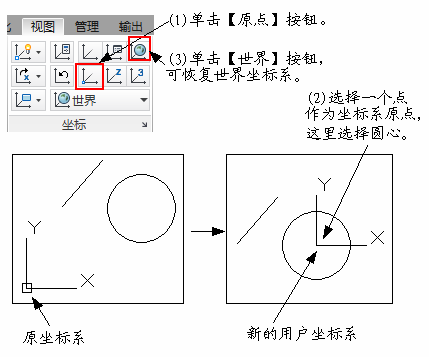 视图 管理 输出
(1)单击【原点】按钮。
(3)单击【世界】按钮,
可恢复世界坐标系。
世界
坐标
(2)选择一个点
作为坐标系原点,
这里选择圆心。
Y
X
Y
X
原坐标系
新的用户坐标系